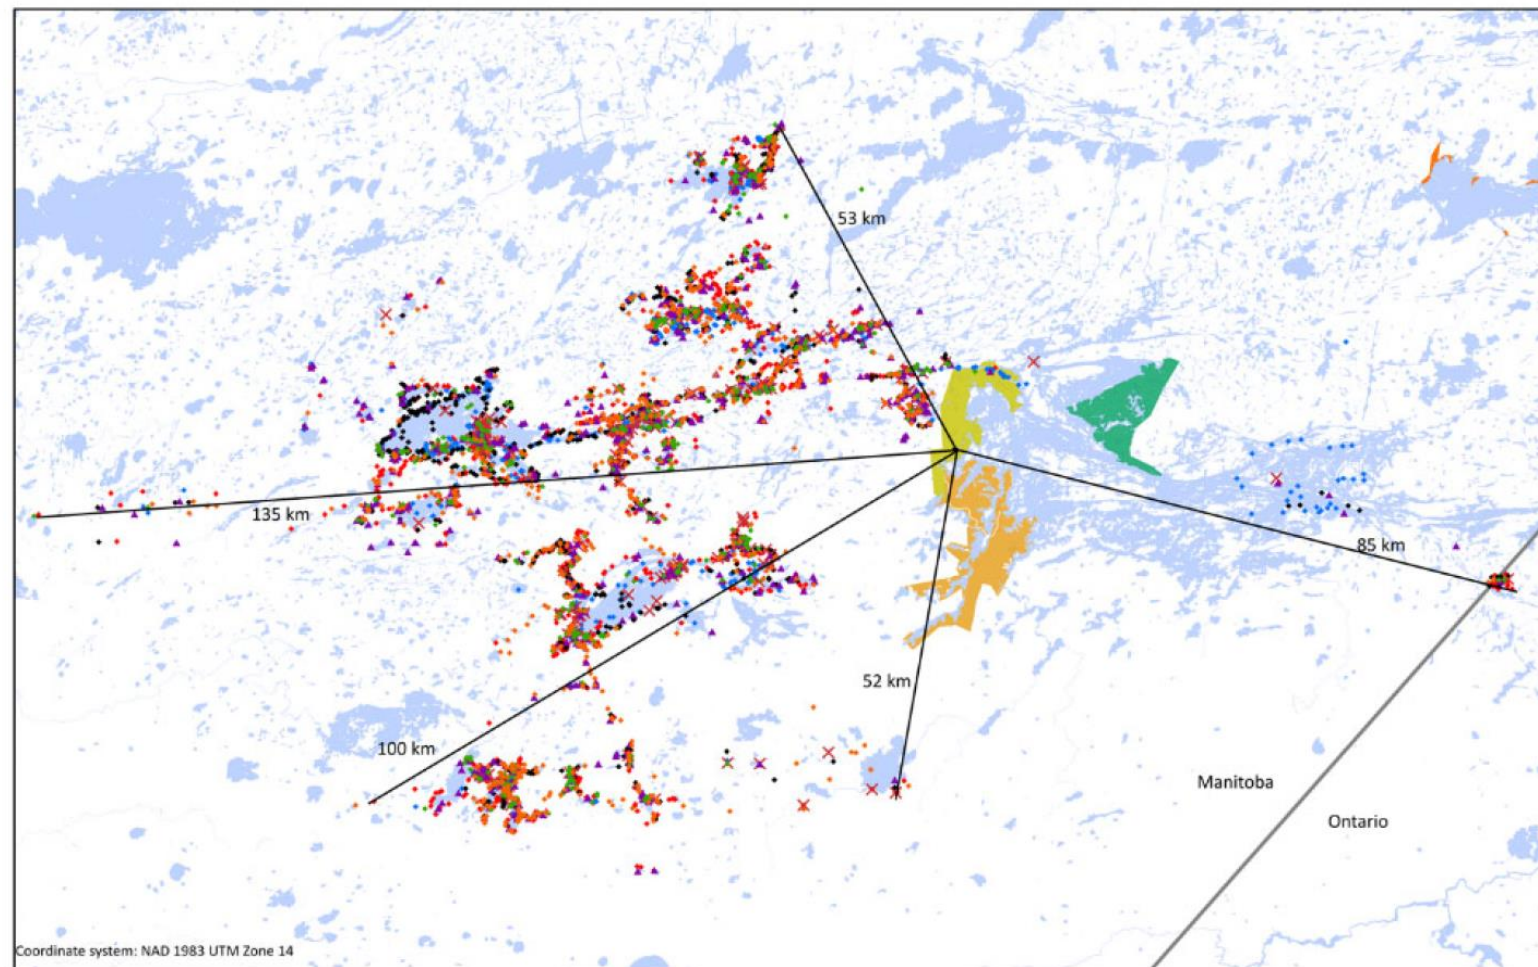 53 km
135 km
85 km
52 km
100 km
Manitoba
Ontario
Coordinate system: NAD 1983 UTM Zone 14